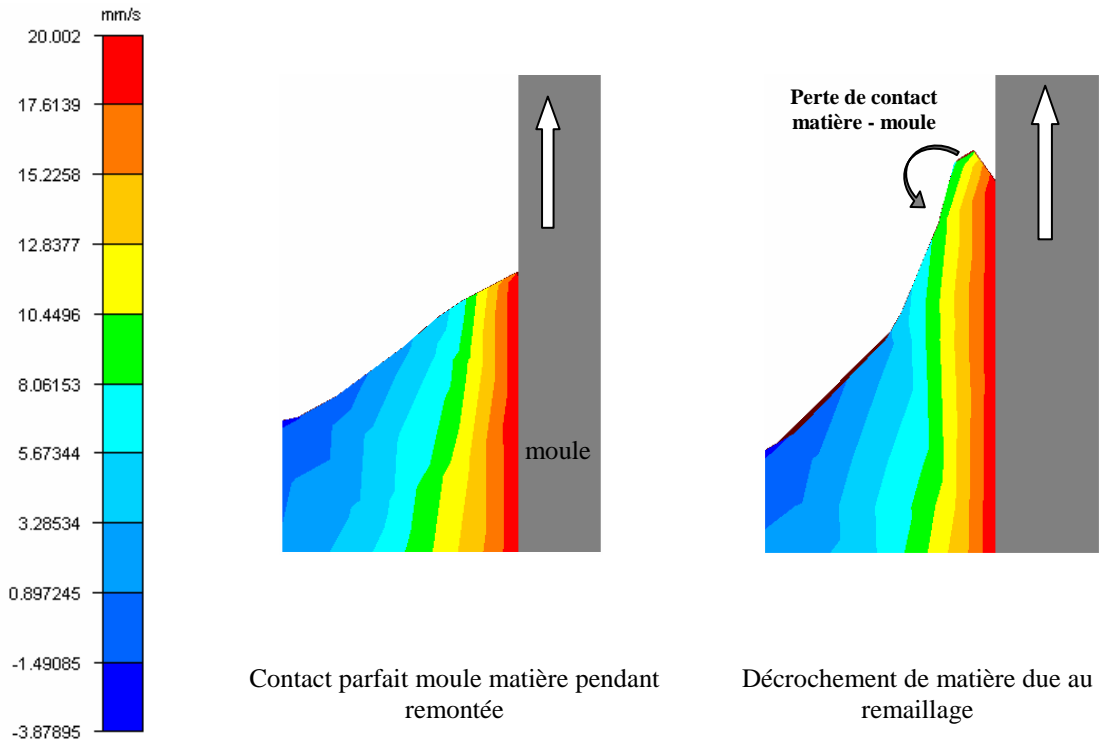 mm/s
20.002
17.6139
15.2258
12.8377
10.4496
8.06153
5.67344
3.28534
0.897245
-1.49085
-3.87895
moule
Contact parfait moule matière pendant
remontée
Perte de contact
matière - moule
Décrochement de matière due au
remaillage